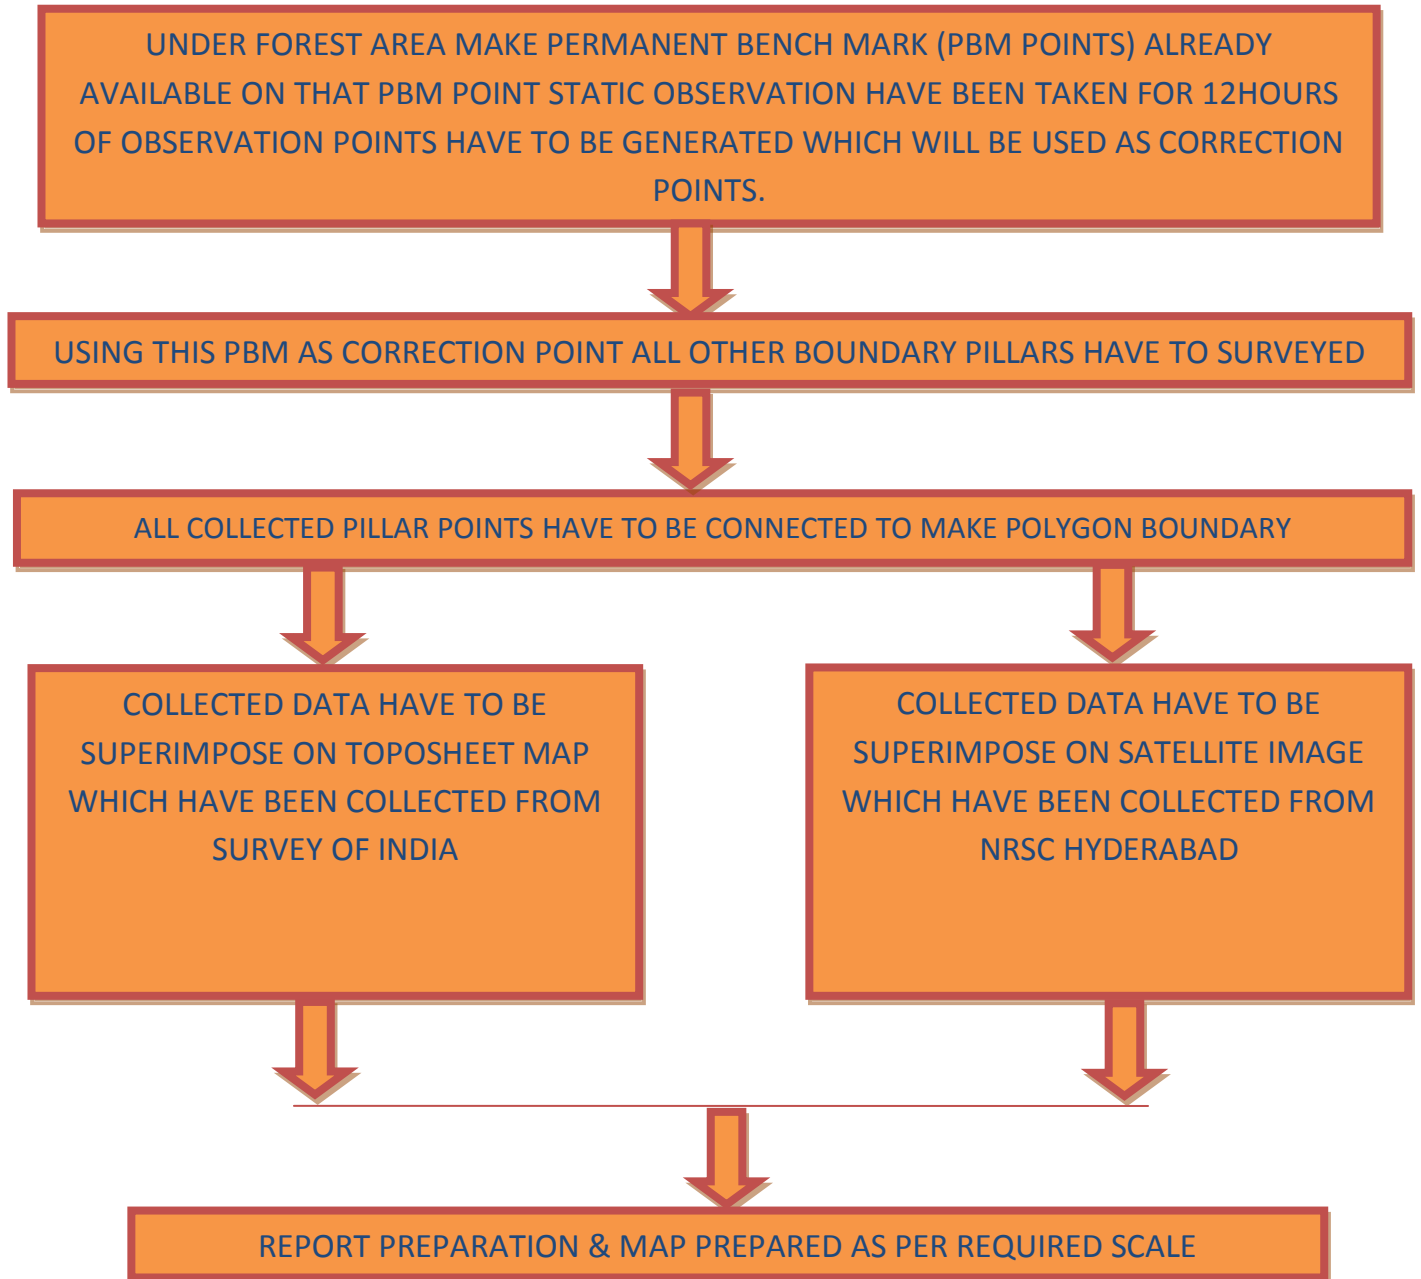 UNDER FOREST AREA MAKE PERMANENT BENCH MARK (PBM POINTS) ALREADY
AVAILABLE ON THAT PBM POINT STATIC OBSERVATION HAVE BEEN TAKEN FOR 12HOURS
OF OBSERVATION POINTS HAVE TO BE GENERATED WHICH WILL BE USED AS CORRECTION
POINTS.
USING THIS PBM AS CORRECTION POINT ALL OTHER BOUNDARY PILLARS HAVE TO SURVEYED
ALL COLLECTED PILLAR POINTS HAVE TO BE CONNECTED TO MAKE POLYGON BOUNDARY
COLLECTED DATA HAVE TO BE
SUPERIMPOSE ON TOPOSHEET MAP
WHICH HAVE BEEN COLLECTED FROM
SURVEY OF INDIA
COLLECTED DATA HAVE TO BE
SUPERIMPOSE ON SATELLITE IMAGE
WHICH HAVE BEEN COLLECTED FROM
NRSC HYDERABAD
REPORT PREPARATION & MAP PREPARED AS PER REQUIRED SCALE